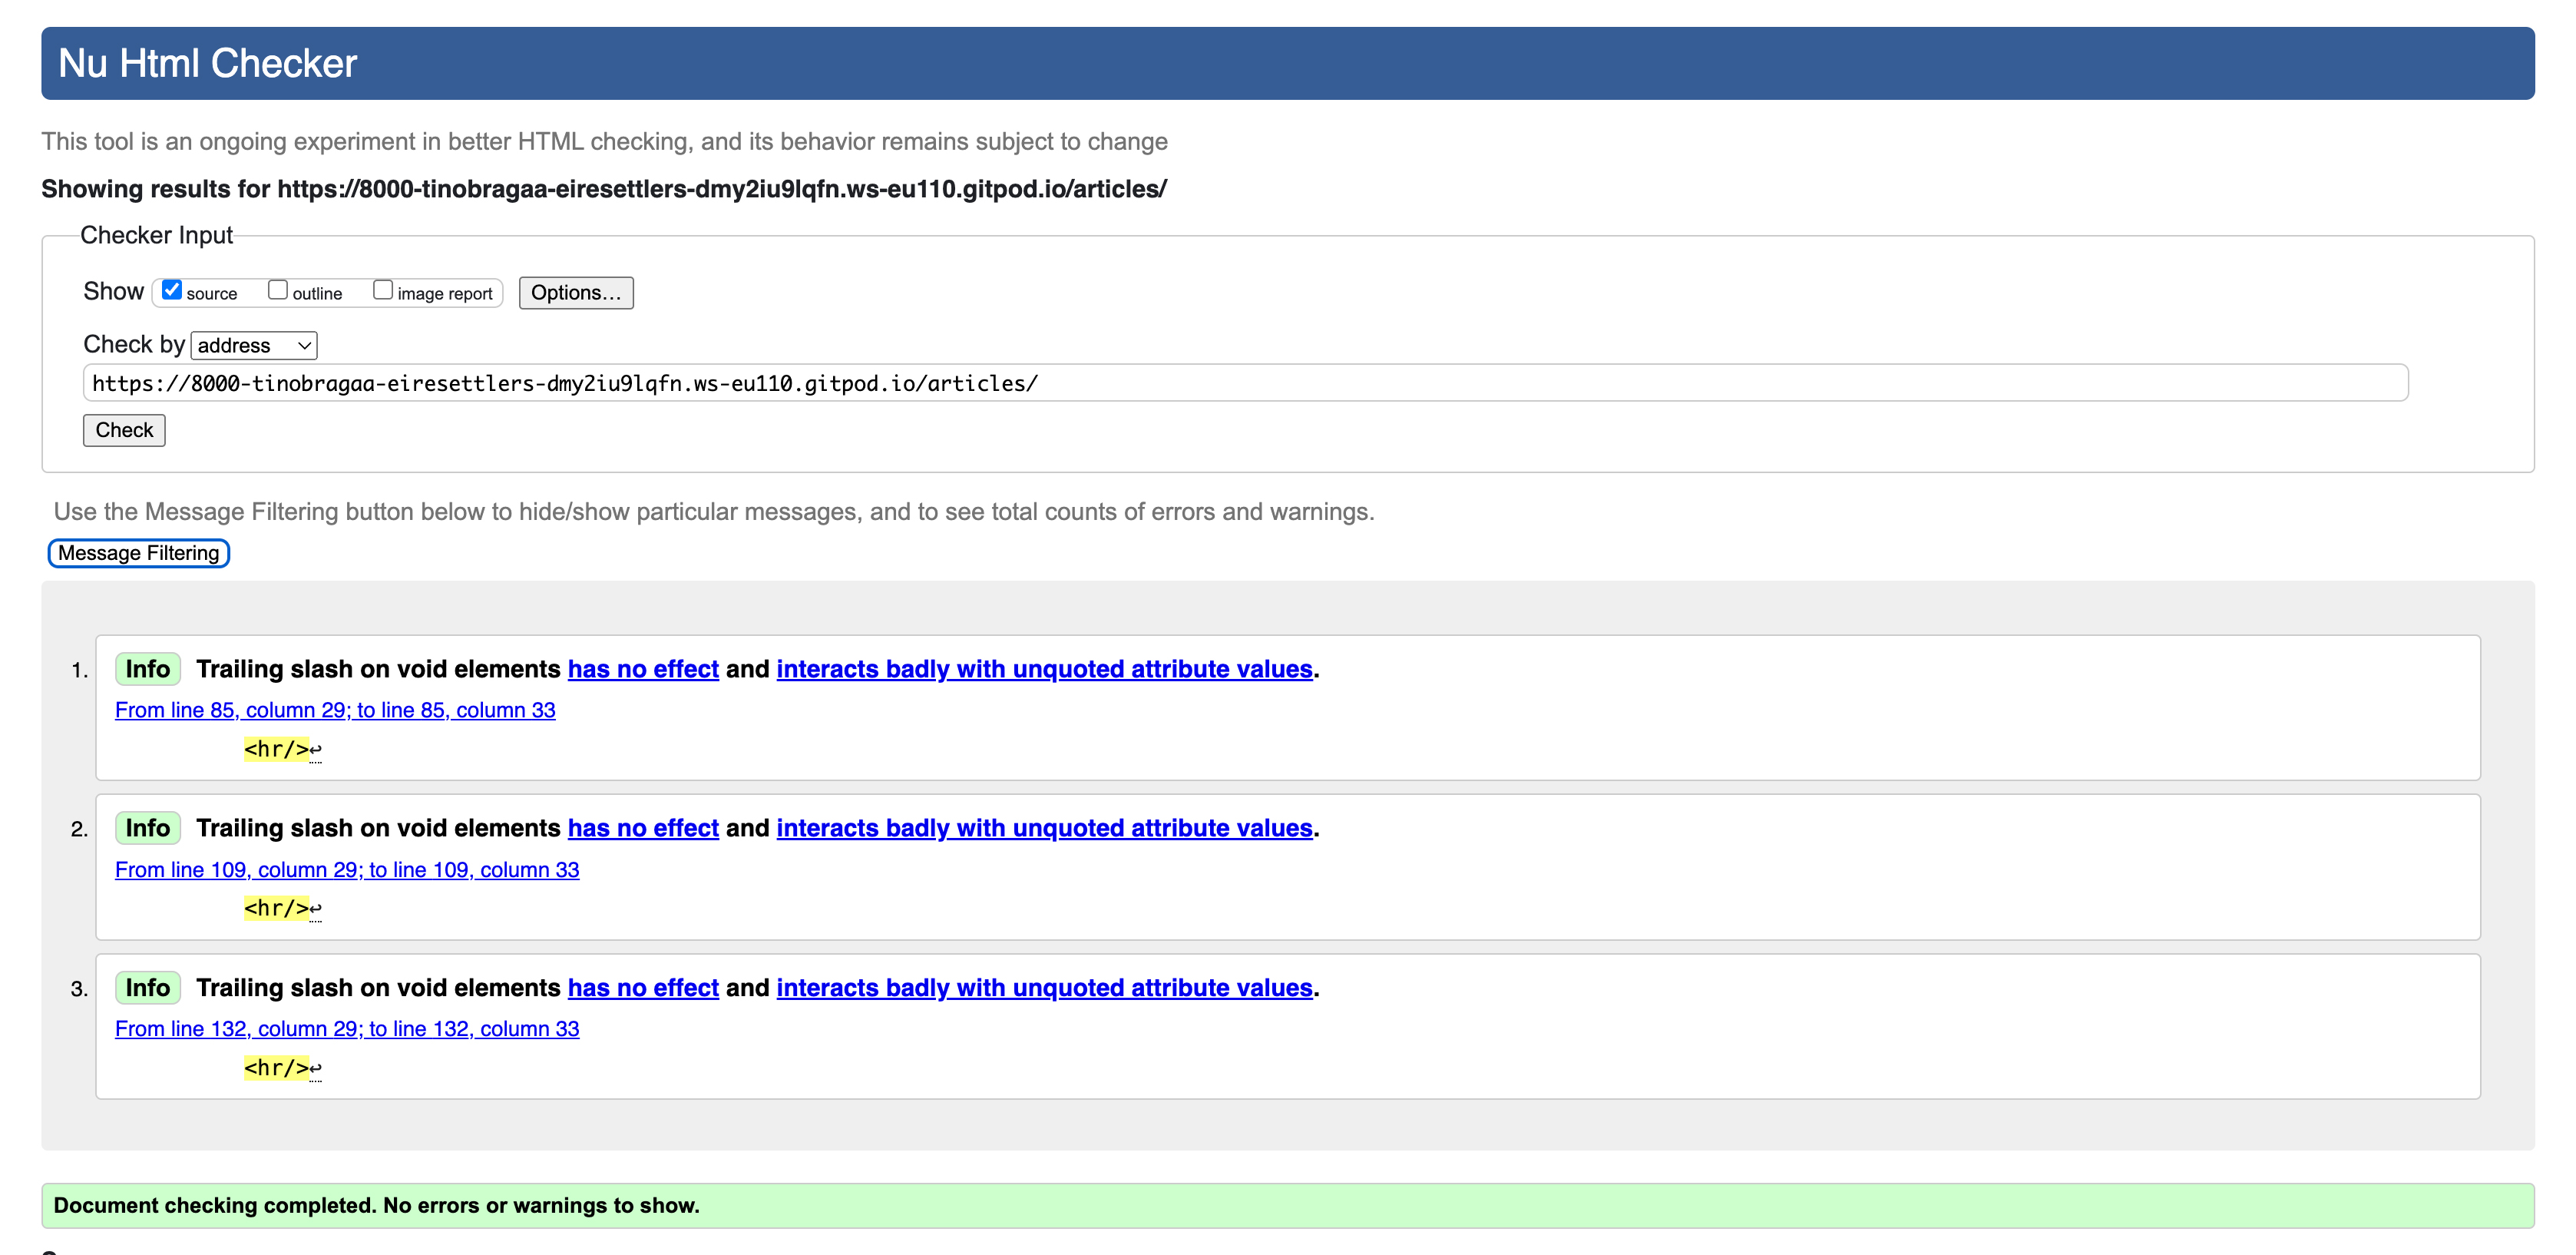 Nu Html Checker
This tool is an ongoing experiment in better HTML checking, and its behavior remains subject to change
Showing results for https://8000-tinobragaa-eiresettlers-dmy2iu9lqfn.ws-eu110.gitpod.io/articles/
Checker Input
Show source outline image report Options...
Check by address
https://8000-tinobragaa-eiresettlers-dmy2iu9lqfn.ws-eu110.gitpod.io/articles/
Check
Use the Message Filtering button below to hide/show particular messages, and to see total counts of errors and warnings.
Message Filtering
1. Info Trailing slash on void elements has no effect and interacts badly with unquoted attribute values.
From line 85, column 29; to line 85, column 33
<hr/>↩
2. Info Trailing slash on void elements has no effect and interacts badly with unquoted attribute values.
From line 109, column 29; to line 109, column 33
<hr/>↩
3. Info Trailing slash on void elements has no effect and interacts badly with unquoted attribute values.
From line 132, column 29; to line 132, column 33
<hr/>↩
Document checking completed. No errors or warnings to show.